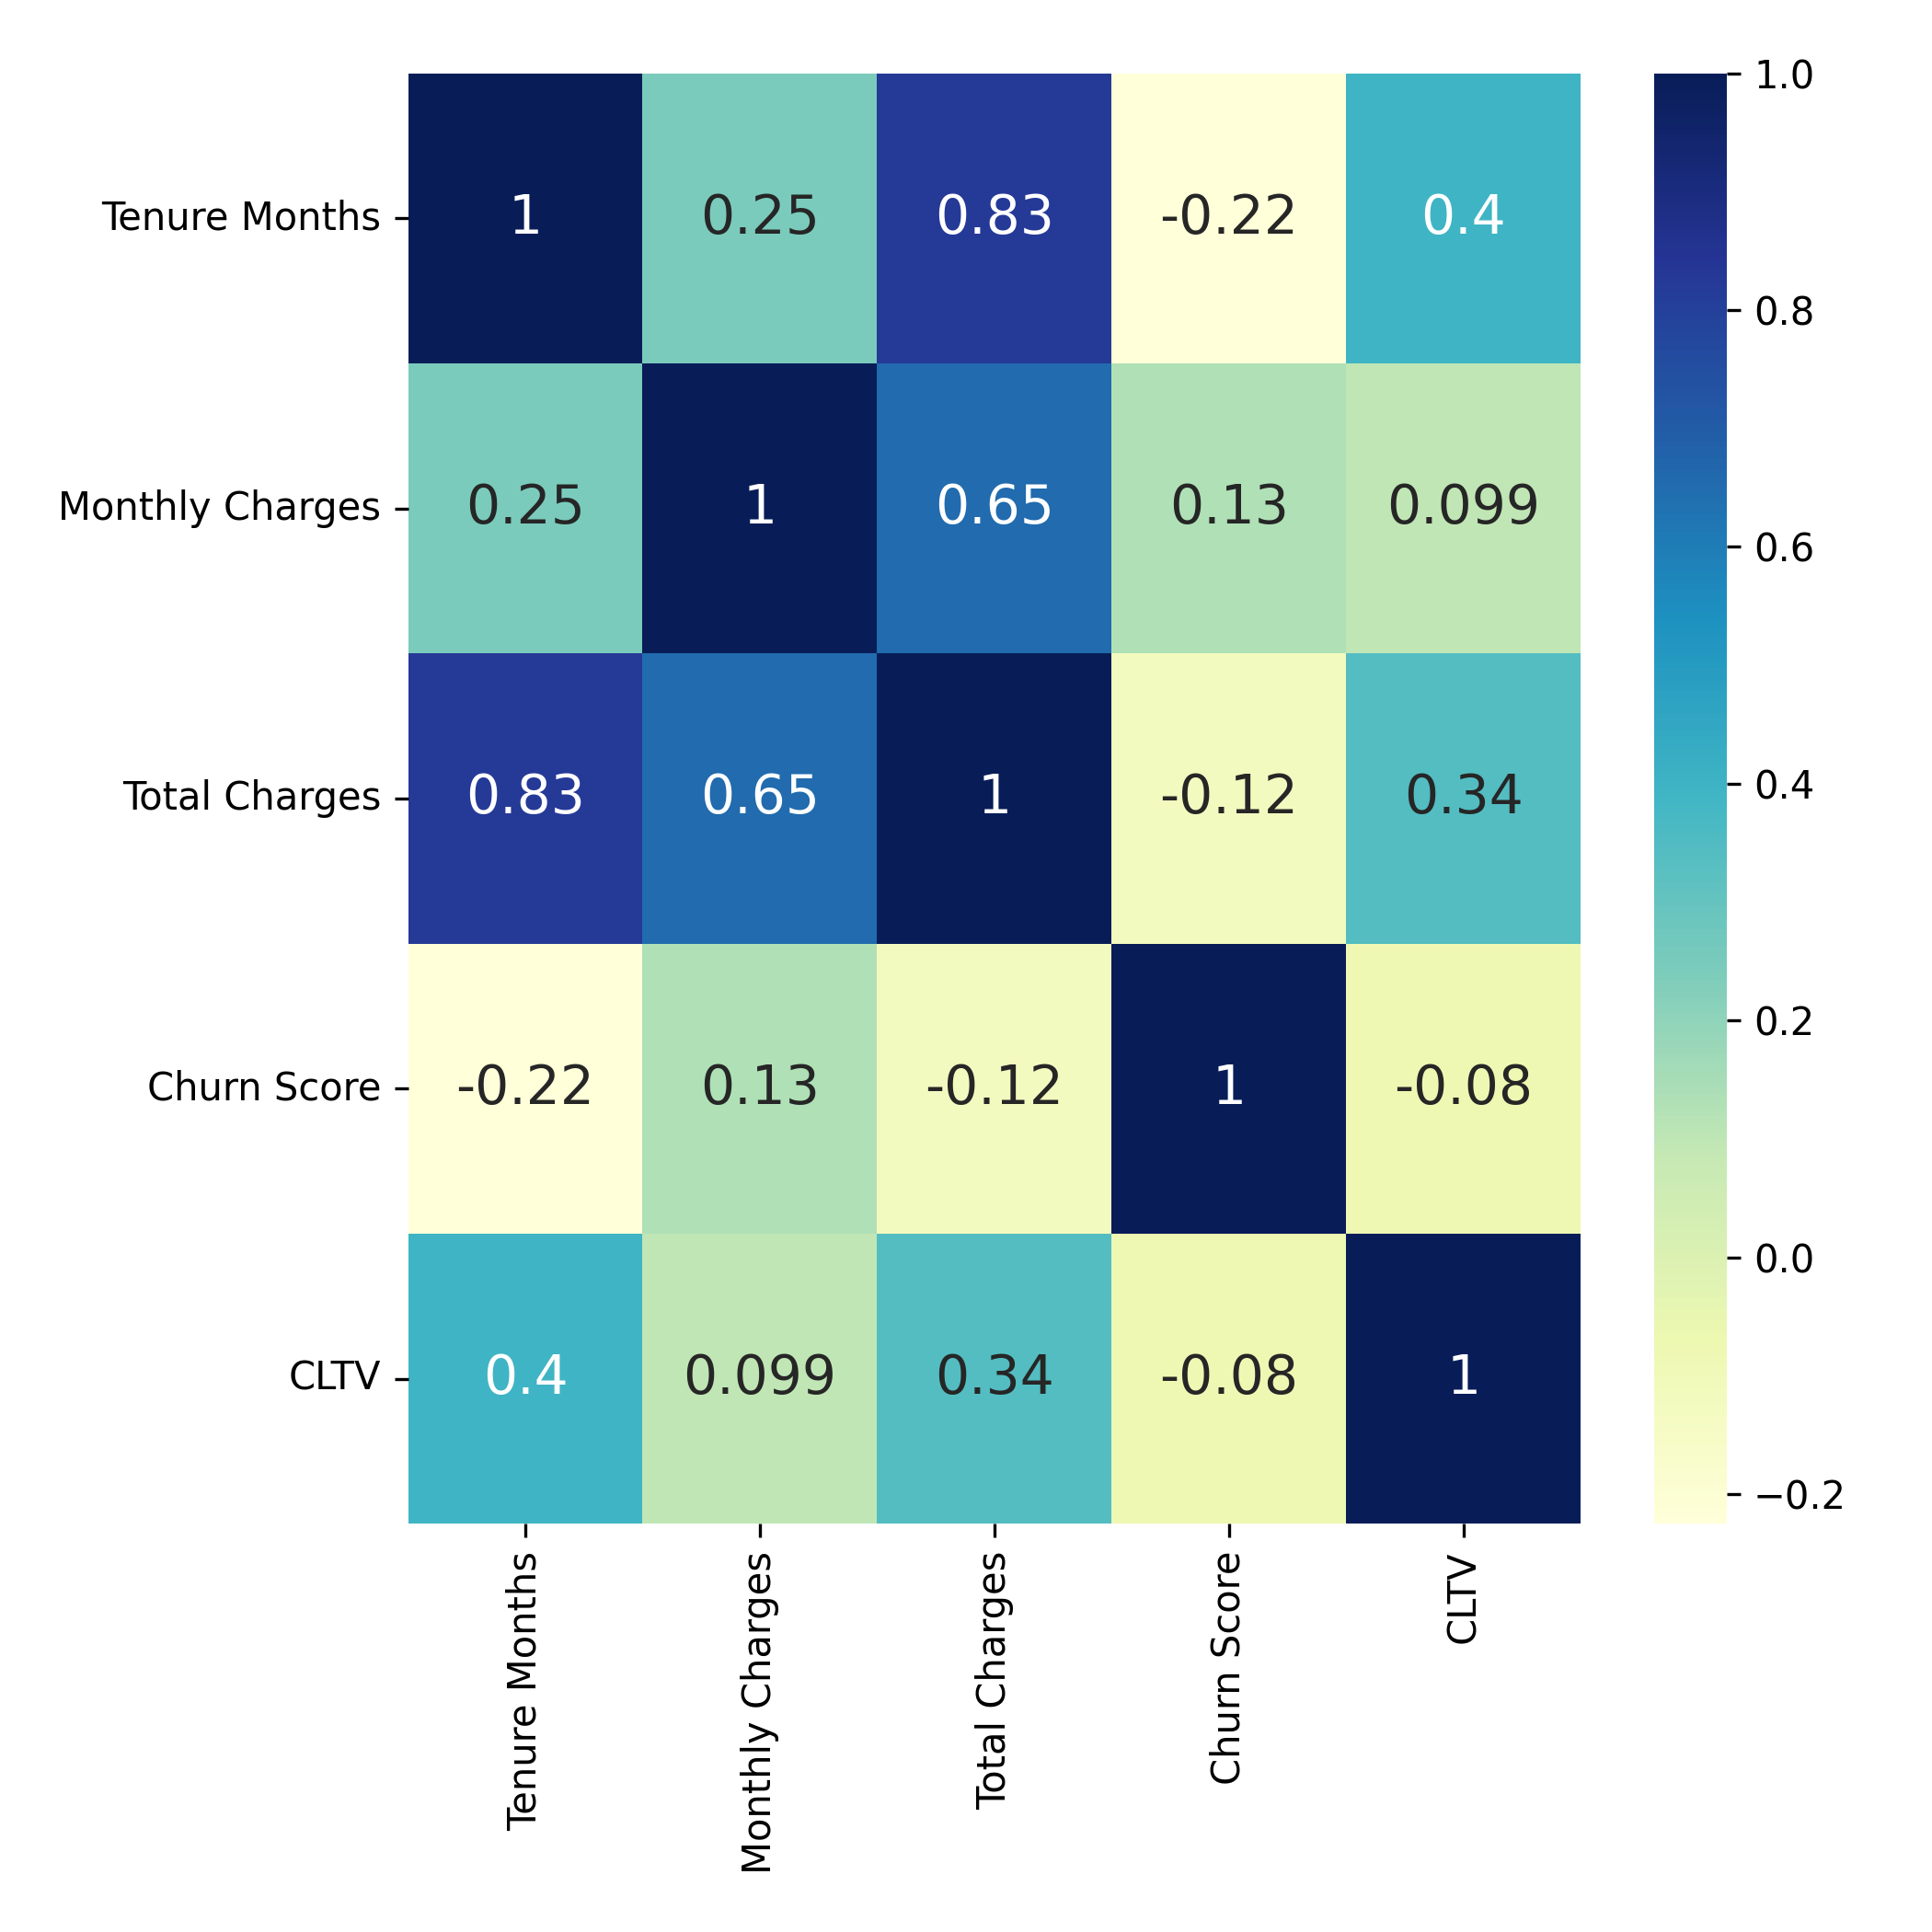 Tenure Months 1 0.25 0.83 -0.22 0.4
Monthly Charges 0.25 1 0.65 0.13 0.099
Total Charges 0.83 0.65 1 -0.12 0.34
Churn Score -0.22 0.13 -0.12 1 -0.08
CLTV 0.4 0.099 0.34 -0.08 1
Tenure Months
Monthly Charges
Total Charges
Churn Score
CLTV
1.0
0.8
0.6
0.4
0.2
0.0
−0.2